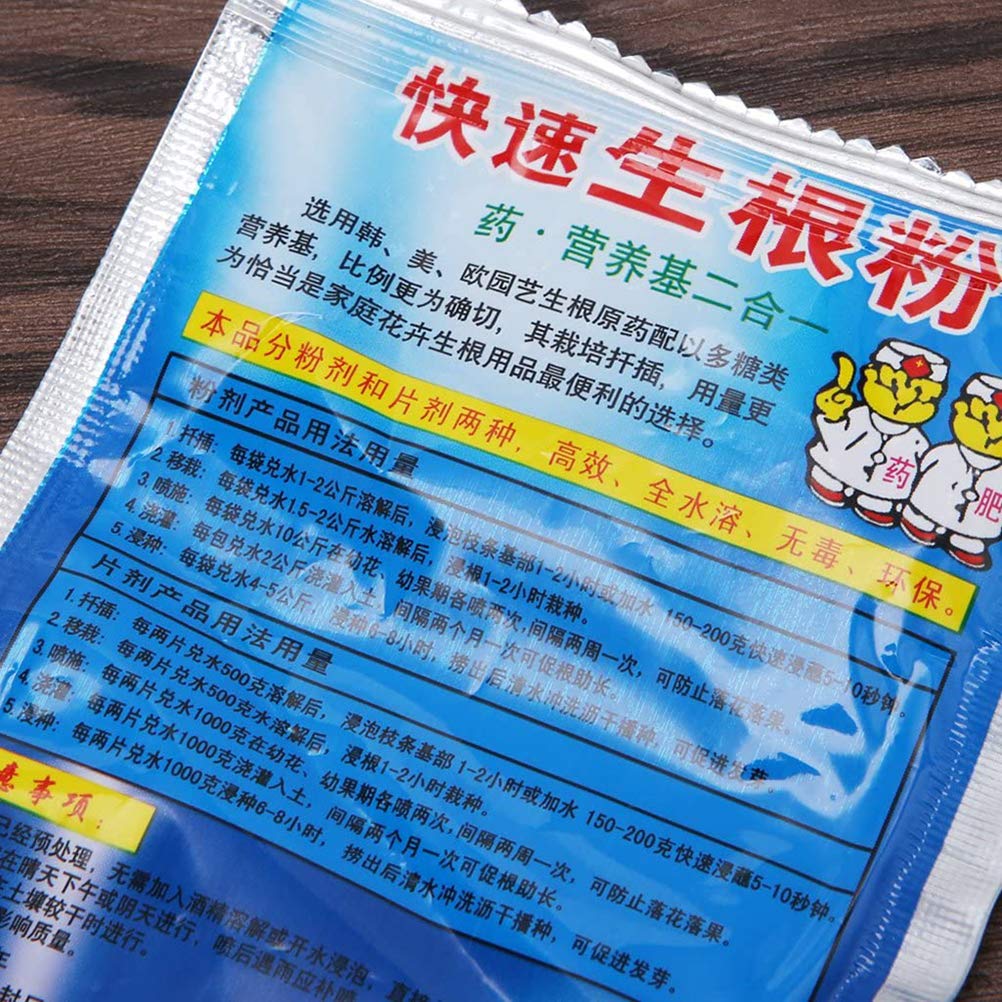 快速生根粉
药·营养基二合一
选用韩、美、欧园艺生根原药配以多糖类
营养基，比例更为确切，其栽培扦插，用量更
为恰当是家庭花卉生根用品最便利的选择。
本品分粉剂和片剂两种，高效、全水溶、无毒、环保。
药
肥
粉剂产品用法用量
1.扦插：每袋兑水1-2公斤溶解后，浸泡枝条基部1-2小时或加水 150-200克快速浸蘸5-10秒钟。
2.移栽：每袋兑水1.5-2公斤水溶解后，浸根1-2小时栽种。
3.喷施：每袋兑水10公斤在幼花、幼果期各喷两次,间隔两周一次，可防止落花落果。
4.浇灌：每包兑水2公斤浇灌入土，间隔两个月一次可促根助长。
5.浸种：每袋兑水4-5公斤，浸种6-8小时，捞出后清水冲洗沥干播种，可促进发芽。
片剂产品用法用量
1.扦插：每两片兑水500克溶解后，浸泡枝条基部 1-2小时或加水 150-200克快速浸蘸5-10秒钟。
2.移栽：每两片兑水500克水溶解后，浸根1-2小时栽种。
3.喷施：每两片兑水1000克在幼花、幼果期各喷两次,间隔两周一次，可防止落花落果。
4.浇灌：每两片兑水1000克浇灌入土，间隔两个月一次可促根助长。
5.浸种：每两片兑水1000克浸种6-8小时，捞出后清水冲洗沥干播种，可促进发芽。
意事项：
已经预处理，无需加入酒精溶解或开水浸泡，直接
在晴天下午或阴天进行，喷后遇雨应补喷
土壤较干时进行。
影响质量。
年
封口